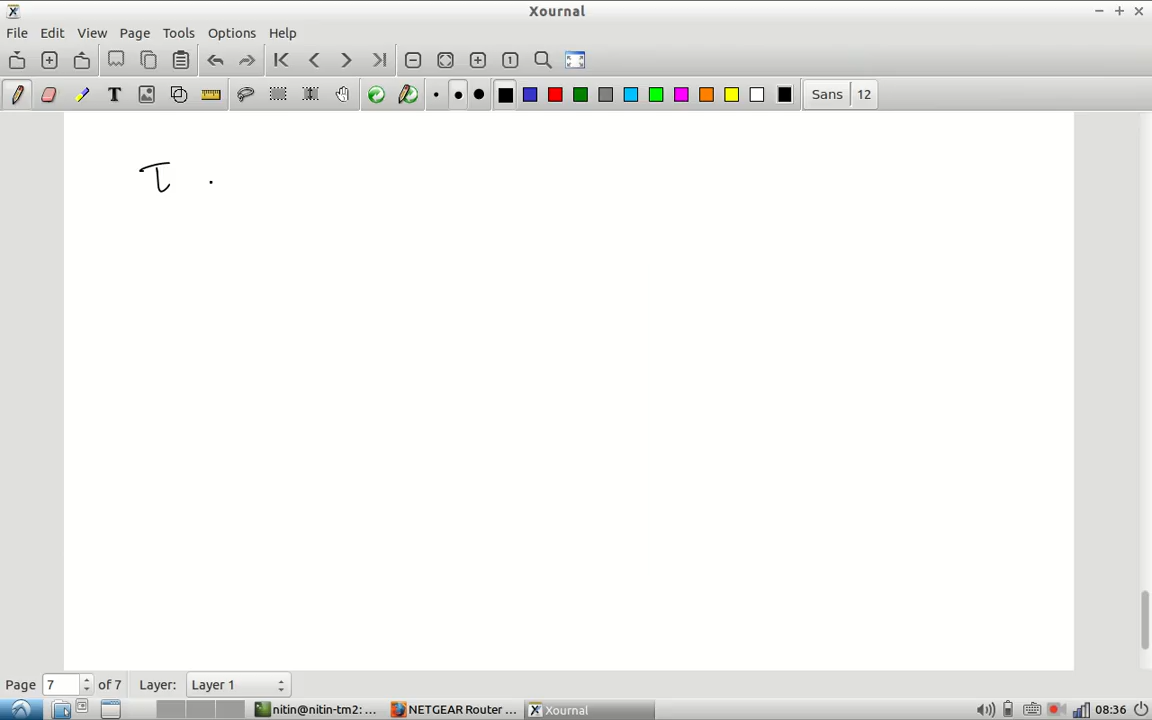 Xournal
File Edit View Page Tools Options Help
Sans 12
τ .
Page 7 of 7 Layer: Layer 1
nitin@nitin-tm2: ... NETGEAR Router ... Xournal 08:36